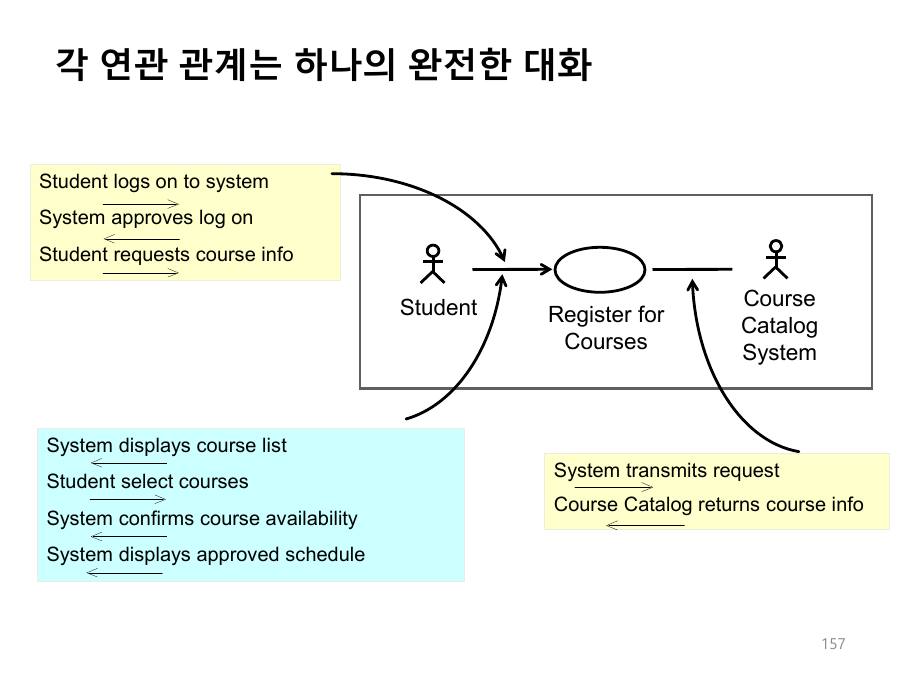 각 연관 관계는 하나의 완전한 대화
Student logs on to system
System approves log on
Student requests course info
Student
Register for
Courses
Course
Catalog
System
System displays course list
Student select courses
System confirms course availability
System displays approved schedule
System transmits request
Course Catalog returns course info
157